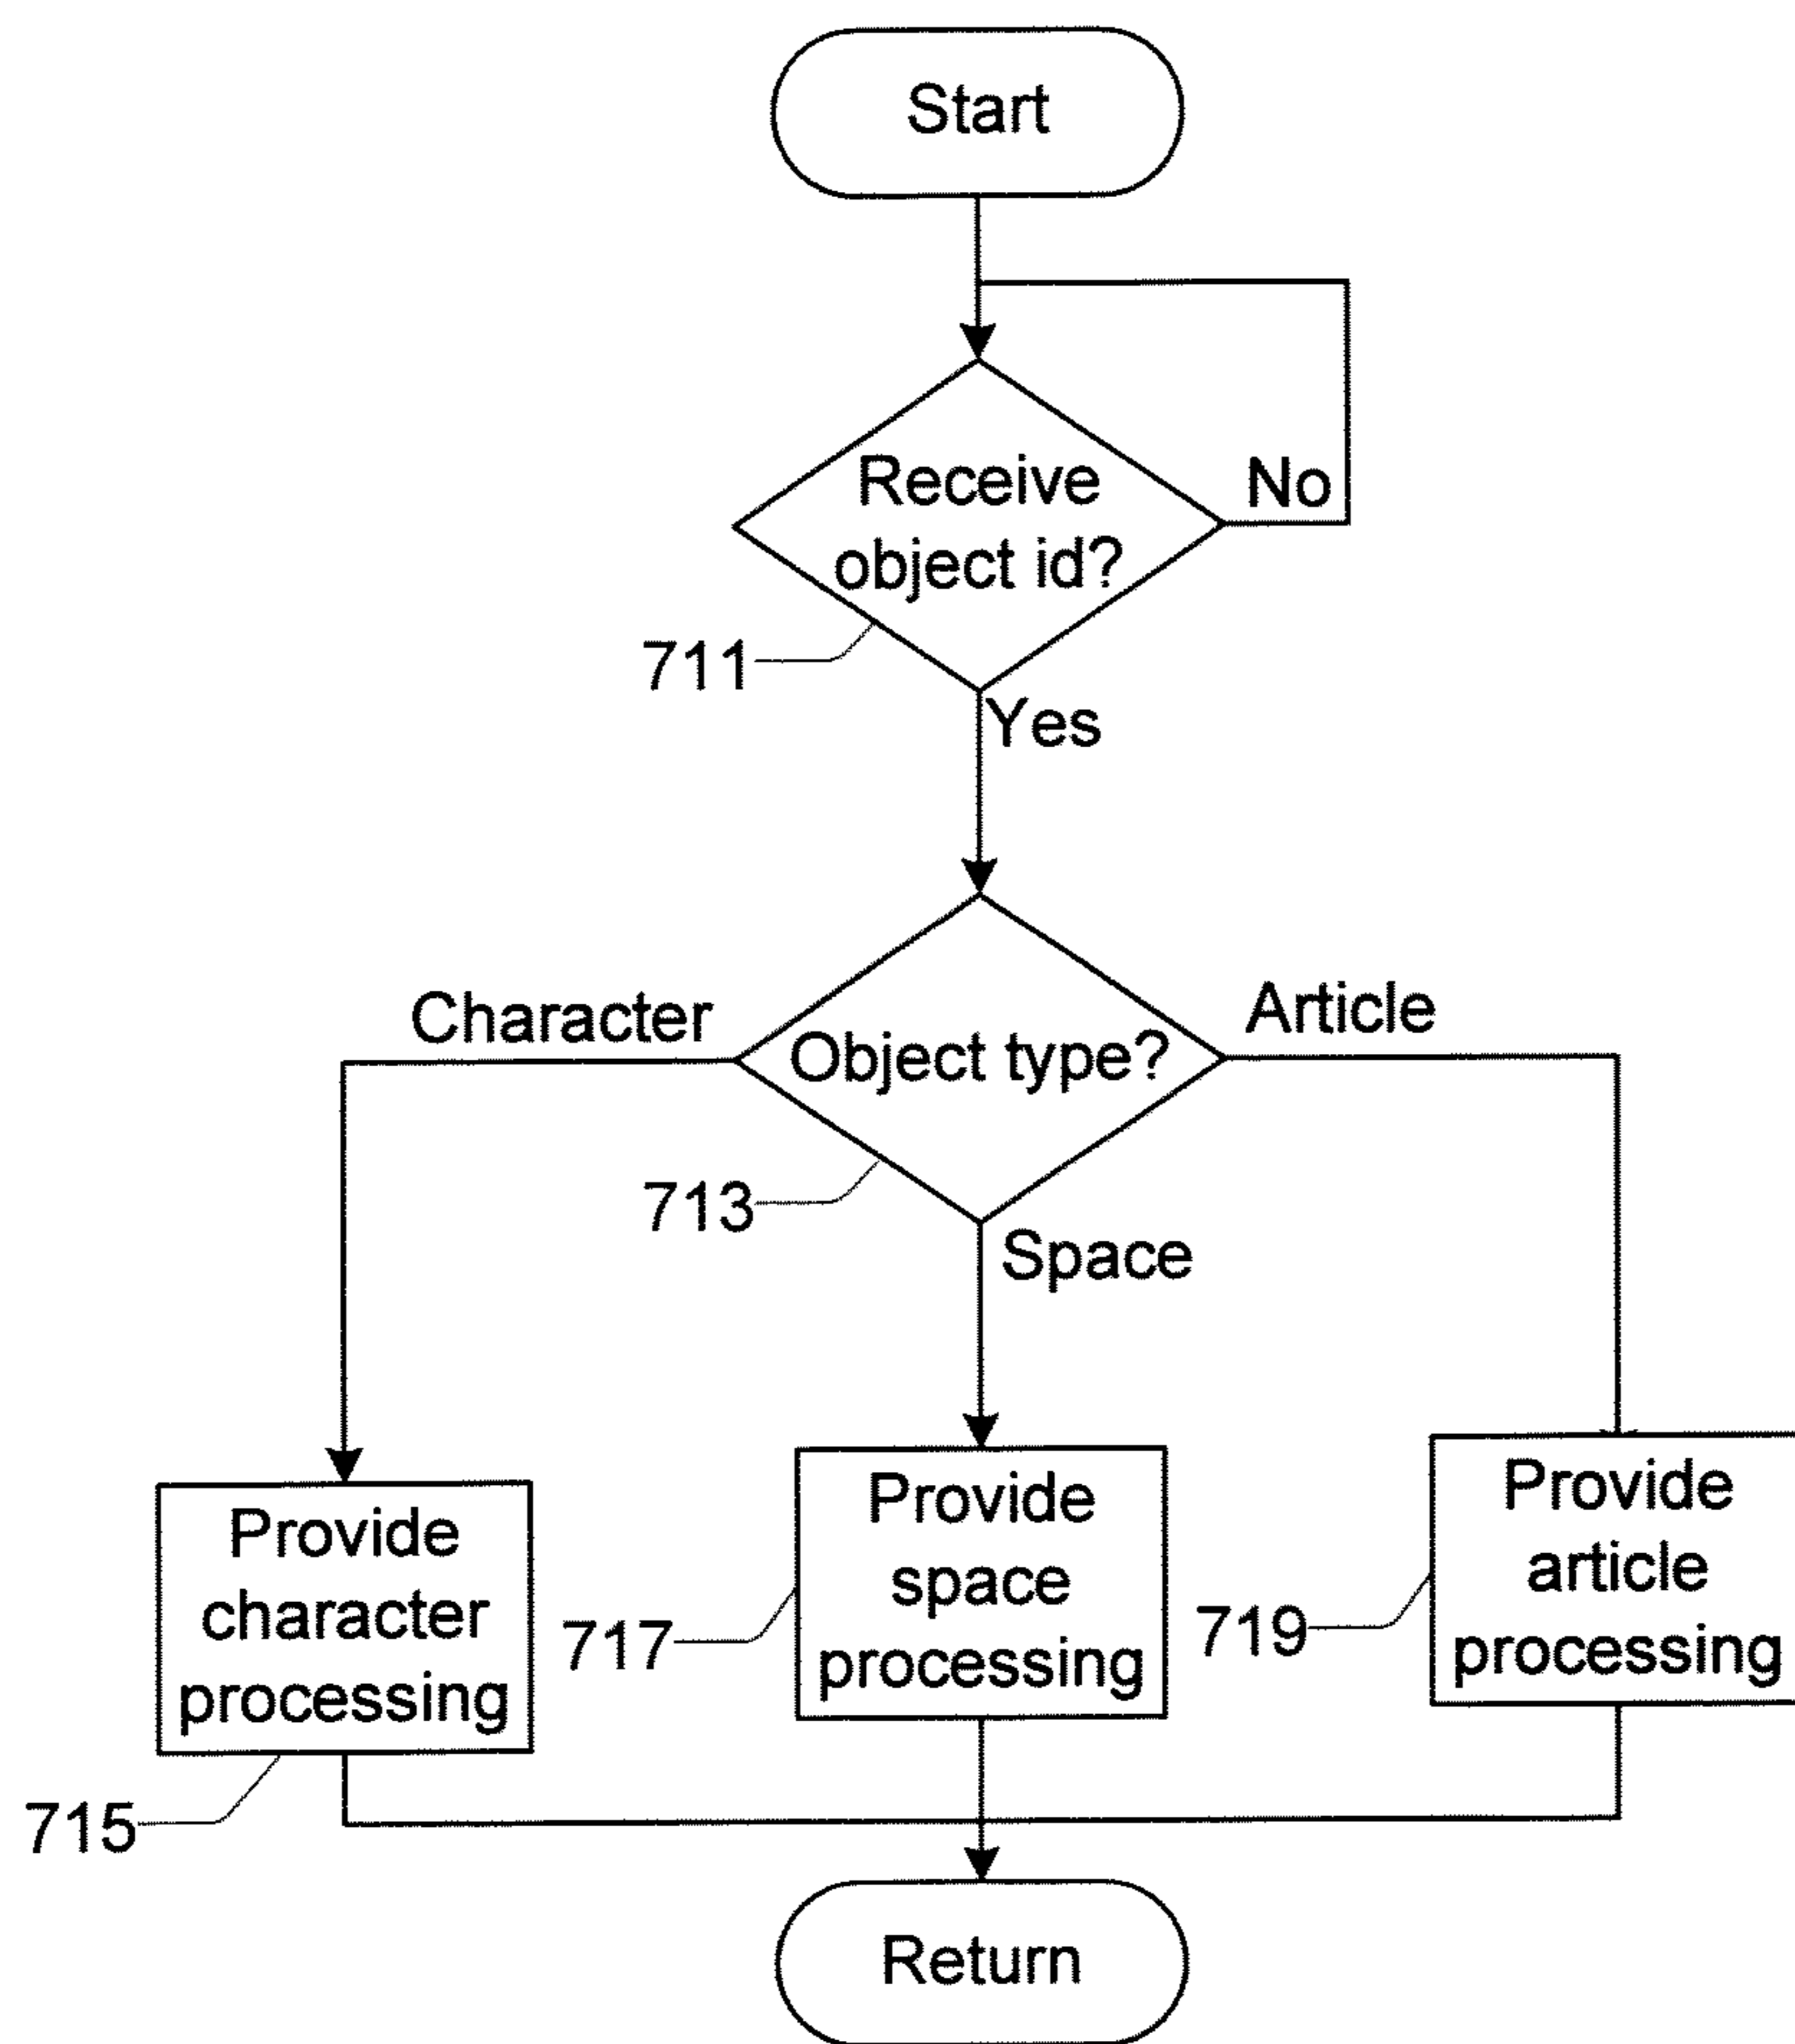 Start
Receive
object id?
No
711
Yes
Character
Object type?
Article
713
Space
Provide
character
processing
715
Provide
space
processing
717
Provide
article
processing
719
Return